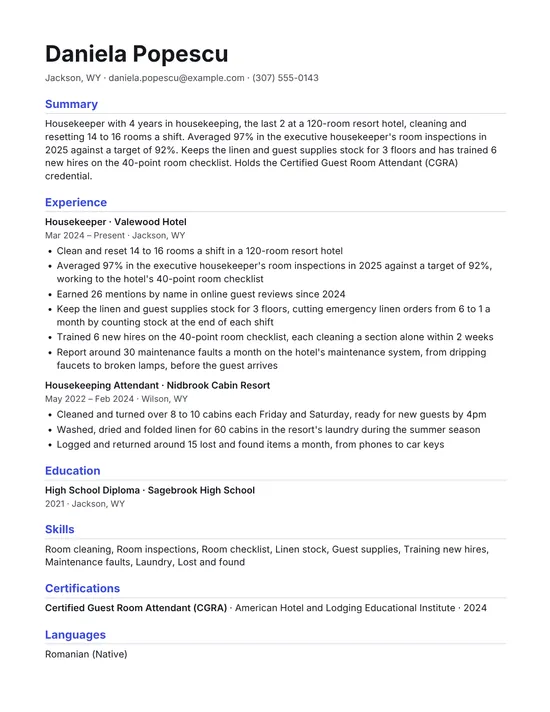 Daniela Popescu
Jackson, WY · daniela.popescu@example.com · (307) 555-0143
Summary
Housekeeper with 4 years in housekeeping, the last 2 at a 120-room resort hotel, cleaning and
resetting 14 to 16 rooms a shift. Averaged 97% in the executive housekeeper's room inspections in
2025 against a target of 92%. Keeps the linen and guest supplies stock for 3 floors and has trained 6
new hires on the 40-point room checklist. Holds the Certified Guest Room Attendant (CGRA)
credential.
Experience
Housekeeper · Valewood Hotel
Mar 2024 – Present · Jackson, WY
• Clean and reset 14 to 16 rooms a shift in a 120-room resort hotel
• Averaged 97% in the executive housekeeper's room inspections in 2025 against a target of 92%,
working to the hotel's 40-point room checklist
• Earned 26 mentions by name in online guest reviews since 2024
• Keep the linen and guest supplies stock for 3 floors, cutting emergency linen orders from 6 to 1 a
month by counting stock at the end of each shift
• Trained 6 new hires on the 40-point room checklist, each cleaning a section alone within 2 weeks
• Report around 30 maintenance faults a month on the hotel's maintenance system, from dripping
faucets to broken lamps, before the guest arrives
Housekeeping Attendant · Nidbrook Cabin Resort
May 2022 – Feb 2024 · Wilson, WY
• Cleaned and turned over 8 to 10 cabins each Friday and Saturday, ready for new guests by 4pm
• Washed, dried and folded linen for 60 cabins in the resort's laundry during the summer season
• Logged and returned around 15 lost and found items a month, from phones to car keys
Education
High School Diploma · Sagebrook High School
2021 · Jackson, WY
Skills
Room cleaning, Room inspections, Room checklist, Linen stock, Guest supplies, Training new hires,
Maintenance faults, Laundry, Lost and found
Certifications
Certified Guest Room Attendant (CGRA) · American Hotel and Lodging Educational Institute · 2024
Languages
Romanian (Native)